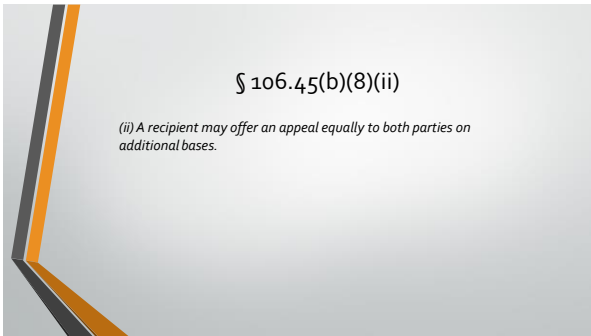 § 106.45(b)(8)(ii)
(ii) A recipient may offer an appeal equally to both parties on
additional bases.